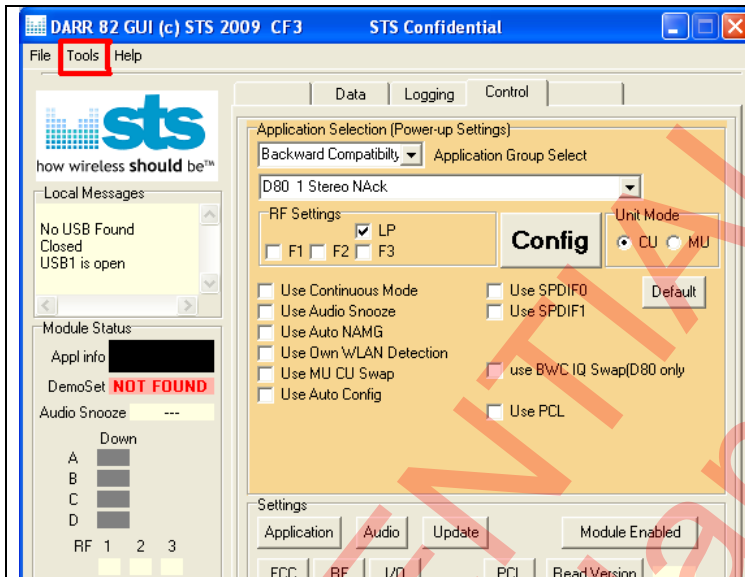 DARR 82 GUI (c) STS 2009 CF3 STS Confidential
File Tools Help
Data Logging Control
sts
how wireless should be™
Local Messages
No USB Found
Closed
USB1 is open
Module Status
Appl info
DemoSet NOT FOUND
Audio Snooze ---
Down
A
B
C
D
RF 1 2 3
Application Selection (Power-up Settings)
Backward Compatibilty Application Group Select
D80 1 Stereo NAck
RF Settings
LP
F1 F2 F3
Config
Unit Mode
CU MU
Use Continuous Mode
Use Audio Snooze
Use Auto NAMG
Use Own WLAN Detection
Use MU CU Swap
Use Auto Config
Use SPDIF0
Use SPDIF1
Default
use BWC IQ Swap(D80 only
Use PCL
Settings
Application Audio Update Module Enabled
FCC RF I/O PCL Read Version